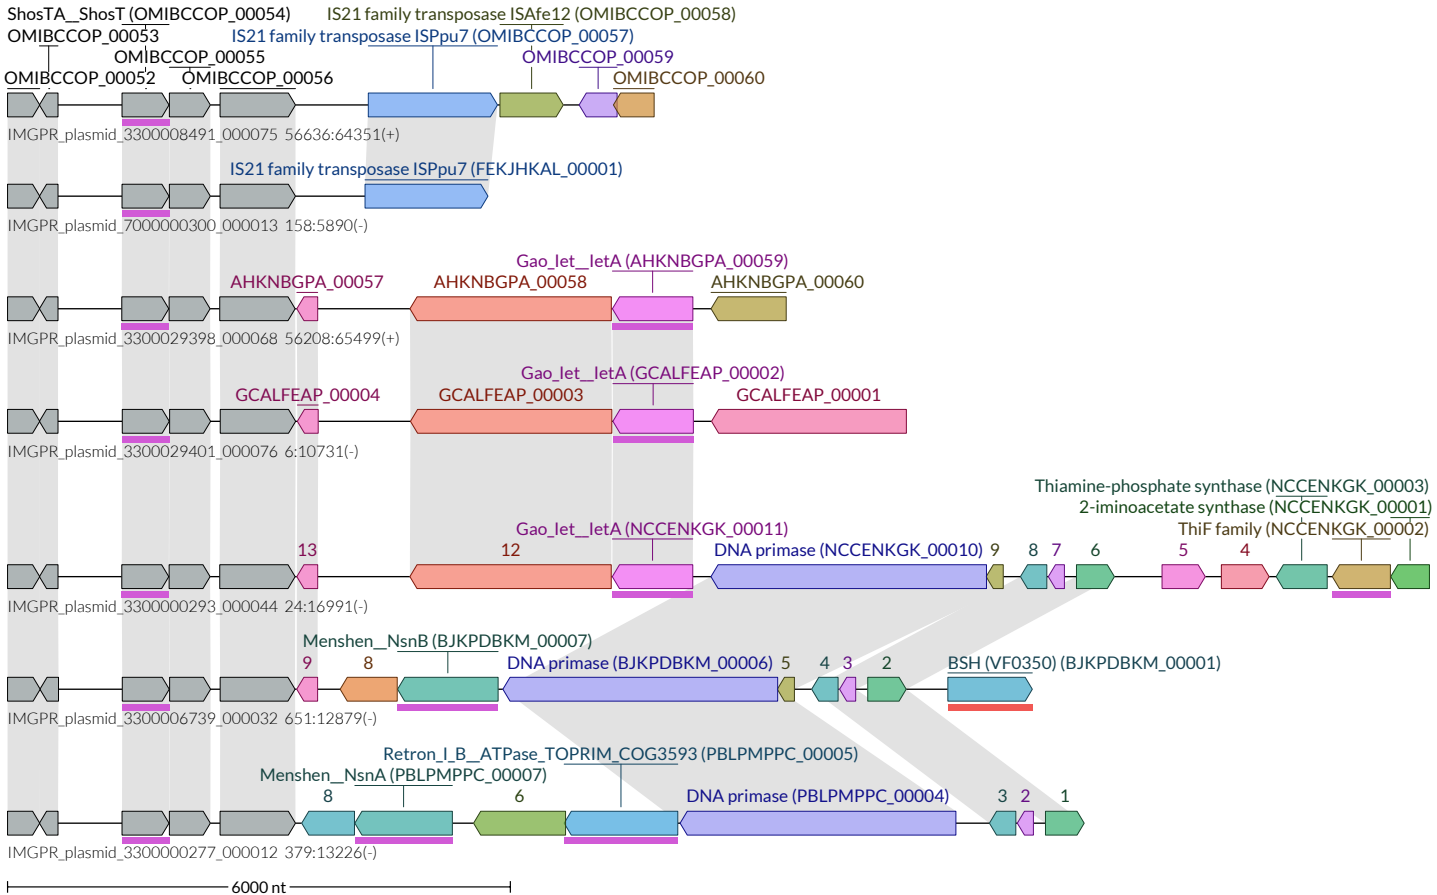 ShosTA__ShosT (OMIBCCOP_00054)
IS21 family transposase ISAfe12 (OMIBCCOP_00058)
OMIBCCOP_00053
IS21 family transposase ISPpu7 (OMIBCCOP_00057)
OMIBCCOP_00055
OMIBCCOP_00059
OMIBCCOP_00052
OMIBCCOP_00056
OMIBCCOP_00060
IMGPR_plasmid_3300008491_000075 56636:64351(+)
IS21 family transposase ISPpu7 (FEKJHKAL_00001)
IMGPR_plasmid_7000000300_000013 158:5890(-)
Gao_Iet__IetA (AHKNBGPA_00059)
AHKNBGPA_00057
AHKNBGPA_00058
AHKNBGPA_00060
IMGPR_plasmid_3300029398_000068 56208:65499(+)
Gao_Iet__IetA (GCALFEAP_00002)
GCALFEAP_00004
GCALFEAP_00003
GCALFEAP_00001
IMGPR_plasmid_3300029401_000076 6:10731(-)
Thiamine-phosphate synthase (NCCENKGK_00003)
2-iminoacetate synthase (NCCENKGK_00001)
Gao_Iet__IetA (NCCENKGK_00011)
ThiF family (NCCENKGK_00002)
13
12
DNA primase (NCCENKGK_00010)
9
8
7
6
5
4
IMGPR_plasmid_3300000293_000044 24:16991(-)
Menshen__NsnB (BJKPDBKM_00007)
9
8
DNA primase (BJKPDBKM_00006)
5
4
3
2
BSH (VF0350) (BJKPDBKM_00001)
IMGPR_plasmid_3300006739_000032 651:12879(-)
Retron_I_B__ATPase_TOPRIM_COG3593 (PBLPMPPC_00005)
Menshen__NsnA (PBLPMPPC_00007)
8
6
DNA primase (PBLPMPPC_00004)
3
2
1
IMGPR_plasmid_3300000277_000012 379:13226(-)
6000 nt